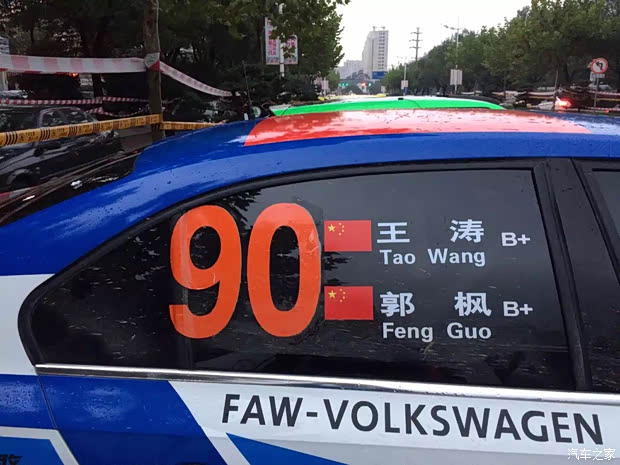 90
王 涛 B+
Tao Wang
郭 枫 B+
Feng Guo
FAW-VOLKSWAGEN
汽车之家